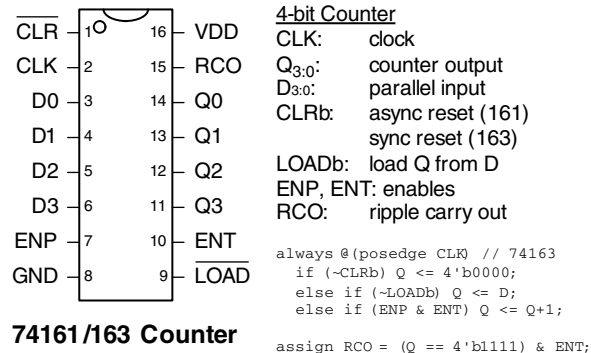 CLR 1 16 VDD
CLK 2 15 RCO
D0 3 14 Q0
D1 4 13 Q1
D2 5 12 Q2
D3 6 11 Q3
ENP 7 10 ENT
GND 8 9 LOAD
74161/163 Counter
4-bit Counter
CLK: clock
Q3:0: counter output
D3:0: parallel input
CLRb: async reset (161)
sync reset (163)
LOADb: load Q from D
ENP, ENT: enables
RCO: ripple carry out
always @(posedge CLK) // 74163
if (~CLRb) Q <= 4'b0000;
else if (~LOADb) Q <= D;
else if (ENP & ENT) Q <= Q+1;
assign RCO = (Q == 4'b1111) & ENT;